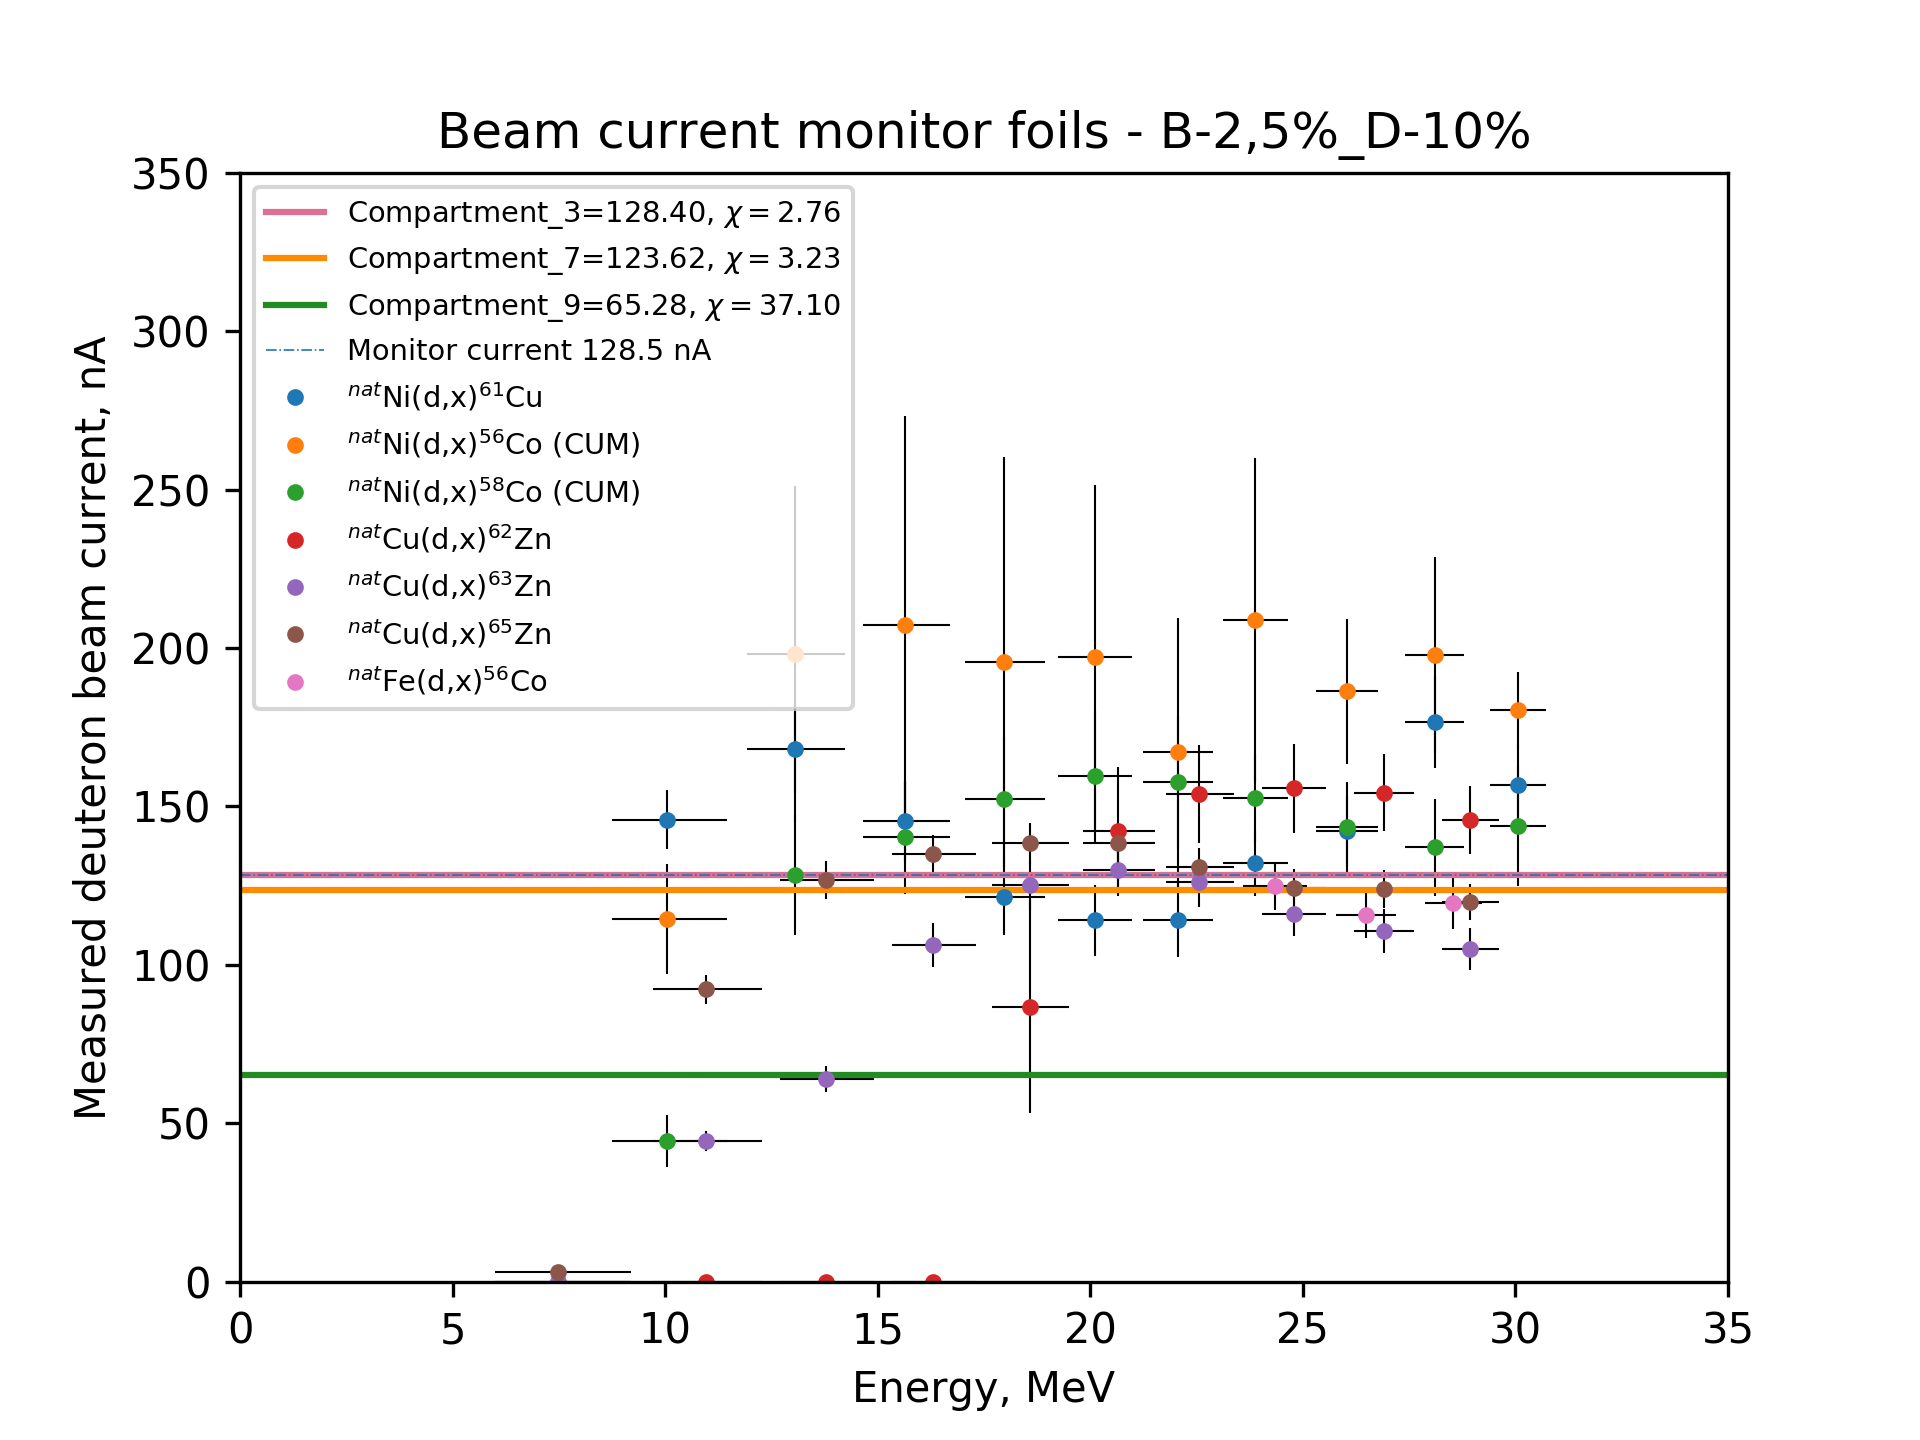 Beam current monitor foils - B-2,5%_D-10%
Measured deuteron beam current, nA
350
300
250
200
150
100
50
0
Compartment_3=128.40, χ = 2.76
Compartment_7=123.62, χ = 3.23
Compartment_9=65.28, χ = 37.10
Monitor current 128.5 nA
natNi(d,x)61Cu
natNi(d,x)56Co (CUM)
natNi(d,x)58Co (CUM)
natCu(d,x)62Zn
natCu(d,x)63Zn
natCu(d,x)65Zn
natFe(d,x)56Co
0 5 10 15 20 25 30 35
Energy, MeV